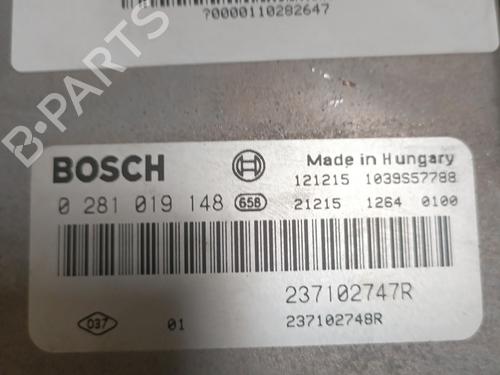 ?0000110282647
B-PARTS
BOSCH
Made in Hungary
121215 1039S57788
0 281 019 148 658 21215 1264 0100
237102747R
037 01 237102748R